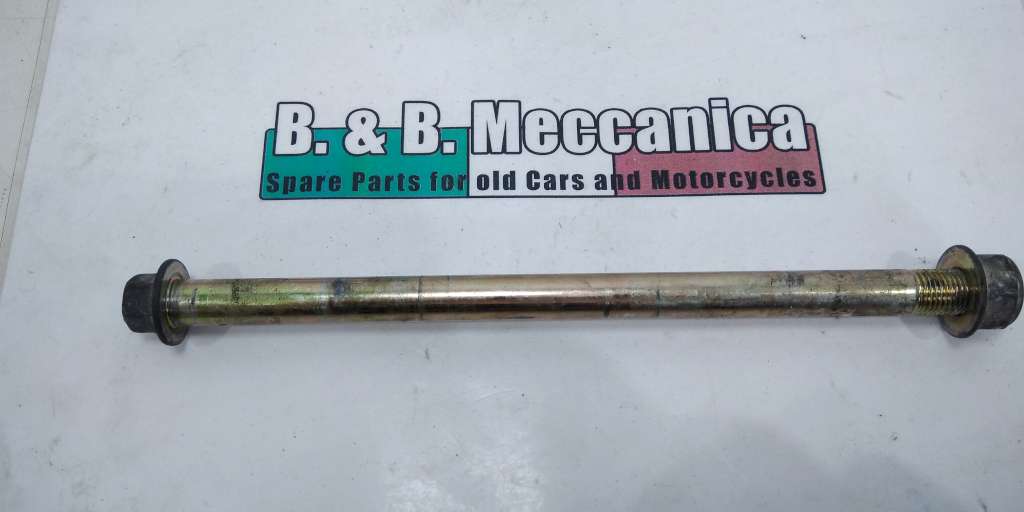 B. & B. Meccanica
Spare Parts for old Cars and Motorcycles